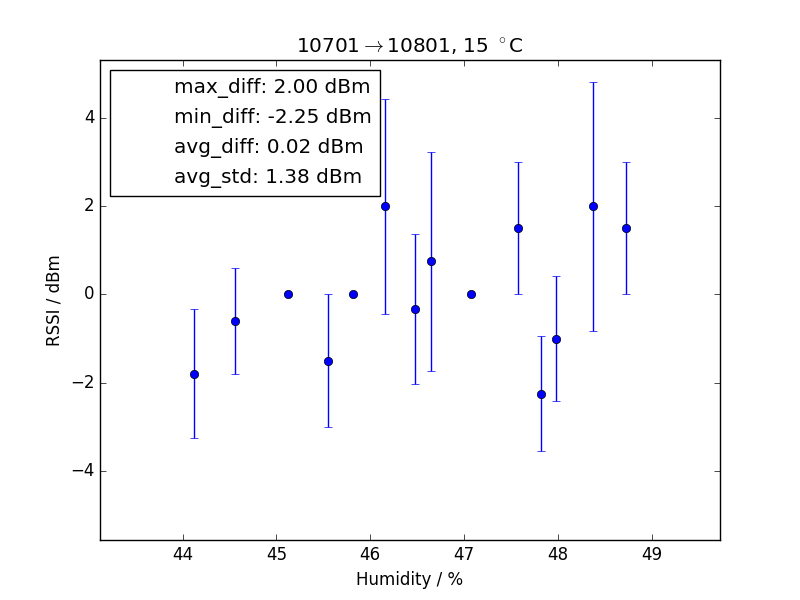 10701→10801, 15 °C
max_diff: 2.00 dBm
min_diff: -2.25 dBm
avg_diff: 0.02 dBm
avg_std: 1.38 dBm
RSSI / dBm
4
2
0
−2
−4
44 45 46 47 48 49
Humidity / %